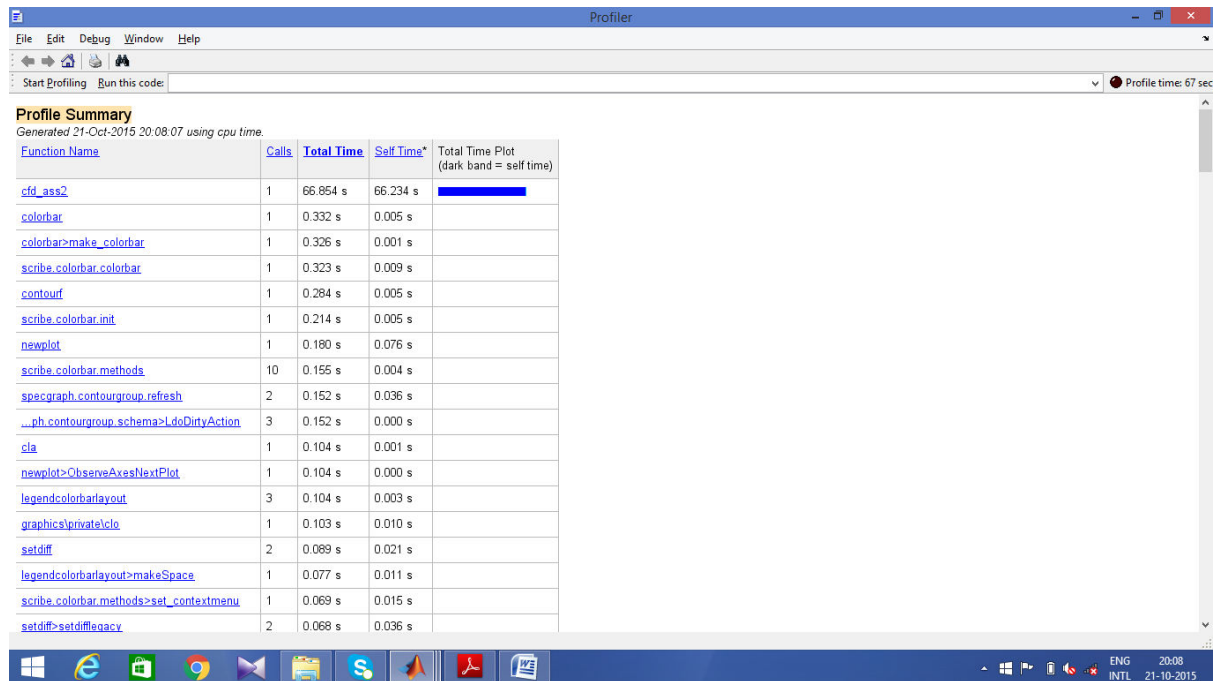 Profiler
File Edit Debug Window Help
Start Profiling Run this code: Profile time: 67 sec
Profile Summary
Generated 21-Oct-2015 20:08:07 using cpu time.
Function Name Calls Total Time Self Time* Total Time Plot
(dark band = self time)
cfd_ass2 1 66.854 s 66.234 s
colorbar 1 0.332 s 0.005 s
colorbar>make_colorbar 1 0.326 s 0.001 s
scribe.colorbar.colorbar 1 0.323 s 0.009 s
contourf 1 0.284 s 0.005 s
scribe.colorbar.init 1 0.214 s 0.005 s
newplot 1 0.180 s 0.076 s
scribe.colorbar.methods 10 0.155 s 0.004 s
specgraph.contourgroup.refresh 2 0.152 s 0.036 s
...ph.contourgroup.schema>LdoDirtyAction 3 0.152 s 0.000 s
cla 1 0.104 s 0.001 s
newplot>ObserveAxesNextPlot 1 0.104 s 0.000 s
legendcolorbarlayout 3 0.104 s 0.003 s
graphics\private\clo 1 0.103 s 0.010 s
setdiff 2 0.089 s 0.021 s
legendcolorbarlayout>makeSpace 1 0.077 s 0.011 s
scribe.colorbar.methods>set_contextmenu 1 0.069 s 0.015 s
setdiff>setdifflegacy 2 0.068 s 0.036 s
ENG 20:08
INTL 21-10-2015